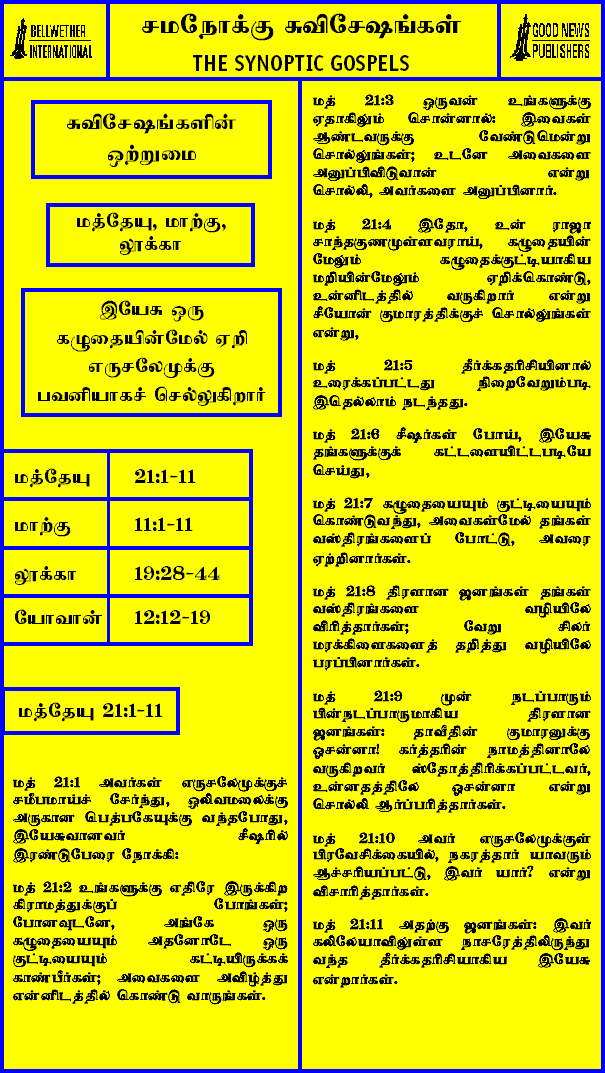 BELLWETHER
INTERNATIONAL
சமநோக்கு சுவிசேஷங்கள்
THE SYNOPTIC GOSPELS
GOOD NEWS
PUBLISHERS
சுவிசேஷங்களின்
ஒற்றுமை
மத்தேயு, மாற்கு,
லூக்கா
இயேசு ஒரு
கழுதையின்மேல் ஏறி
எருசலேமுக்கு
பவனியாகச் செல்லுகிறார்
மத்தேயு 21:1-11
மாற்கு 11:1-11
லூக்கா 19:28-44
யோவான் 12:12-19
மத்தேயு 21:1-11
மத் 21:1 அவர்கள் எருசலேமுக்குச்
சமீபமாய்ச் சேர்ந்து, ஒலிவமலைக்கு
அருகான பெத்பகேயுக்கு வந்தபோது,
இயேசுவானவர் சீஷரில்
இரண்டுபேரை நோக்கி:
மத் 21:2 உங்களுக்கு எதிரே இருக்கிற
கிராமத்துக்குப் போங்கள்;
போனவுடனே, அங்கே ஒரு
கழுதையையும் அதனோடே ஒரு
குட்டியையும் கட்டியிருக்கக்
காண்பீர்கள்; அவைகளை அவிழ்த்து
என்னிடத்தில் கொண்டு வாருங்கள்.
மத் 21:3 ஒருவன் உங்களுக்கு
ஏதாகிலும் சொன்னால்: இவைகள்
ஆண்டவருக்கு வேண்டுமென்று
சொல்லுங்கள்; உடனே அவைகளை
அனுப்பிவிடுவான் என்று
சொல்லி, அவர்களை அனுப்பினார்.
மத் 21:4 இதோ, உன் ராஜா
சாந்தகுணமுள்ளவராய், கழுதையின்
மேலும் கழுதைக்குட்டியாகிய
மறியின்மேலும் ஏறிக்கொண்டு,
உன்னிடத்தில் வருகிறார் என்று
சீயோன் குமாரத்திக்குச் சொல்லுங்கள்
என்று,
மத் 21:5 தீர்க்கதரிசியினால்
உரைக்கப்பட்டது நிறைவேறும்படி
இதெல்லாம் நடந்தது.
மத் 21:6 சீஷர்கள் போய், இயேசு
தங்களுக்குக் கட்டளையிட்டபடியே
செய்து,
மத் 21:7 கழுதையையும் குட்டியையும்
கொண்டுவந்து, அவைகள்மேல் தங்கள்
வஸ்திரங்களைப் போட்டு, அவரை
ஏற்றினார்கள்.
மத் 21:8 திரளான ஜனங்கள் தங்கள்
வஸ்திரங்களை வழியிலே
விரித்தார்கள்; வேறு சிலர்
மரக்கிளைகளைத் தறித்து வழியிலே
பரப்பினார்கள்.
மத் 21:9 முன் நடப்பாரும்
பின்நடப்பாருமாகிய திரளான
ஜனங்கள்: தாவீதின் குமாரனுக்கு
ஓசன்னா! கர்த்தரின் நாமத்தினாலே
வருகிறவர் ஸ்தோத்திரிக்கப்பட்டவர்,
உன்னதத்திலே ஓசன்னா என்று
சொல்லி ஆர்ப்பரித்தார்கள்.
மத் 21:10 அவர் எருசலேமுக்குள்
பிரவேசிக்கையில், நகரத்தார் யாவரும்
ஆச்சரியப்பட்டு, இவர் யார்? என்று
விசாரித்தார்கள்.
மத் 21:11 அதற்கு ஜனங்கள்: இவர்
கலிலேயாவிலுள்ள நாசரேத்திலிருந்து
வந்த தீர்க்கதரிசியாகிய இயேசு
என்றார்கள்.